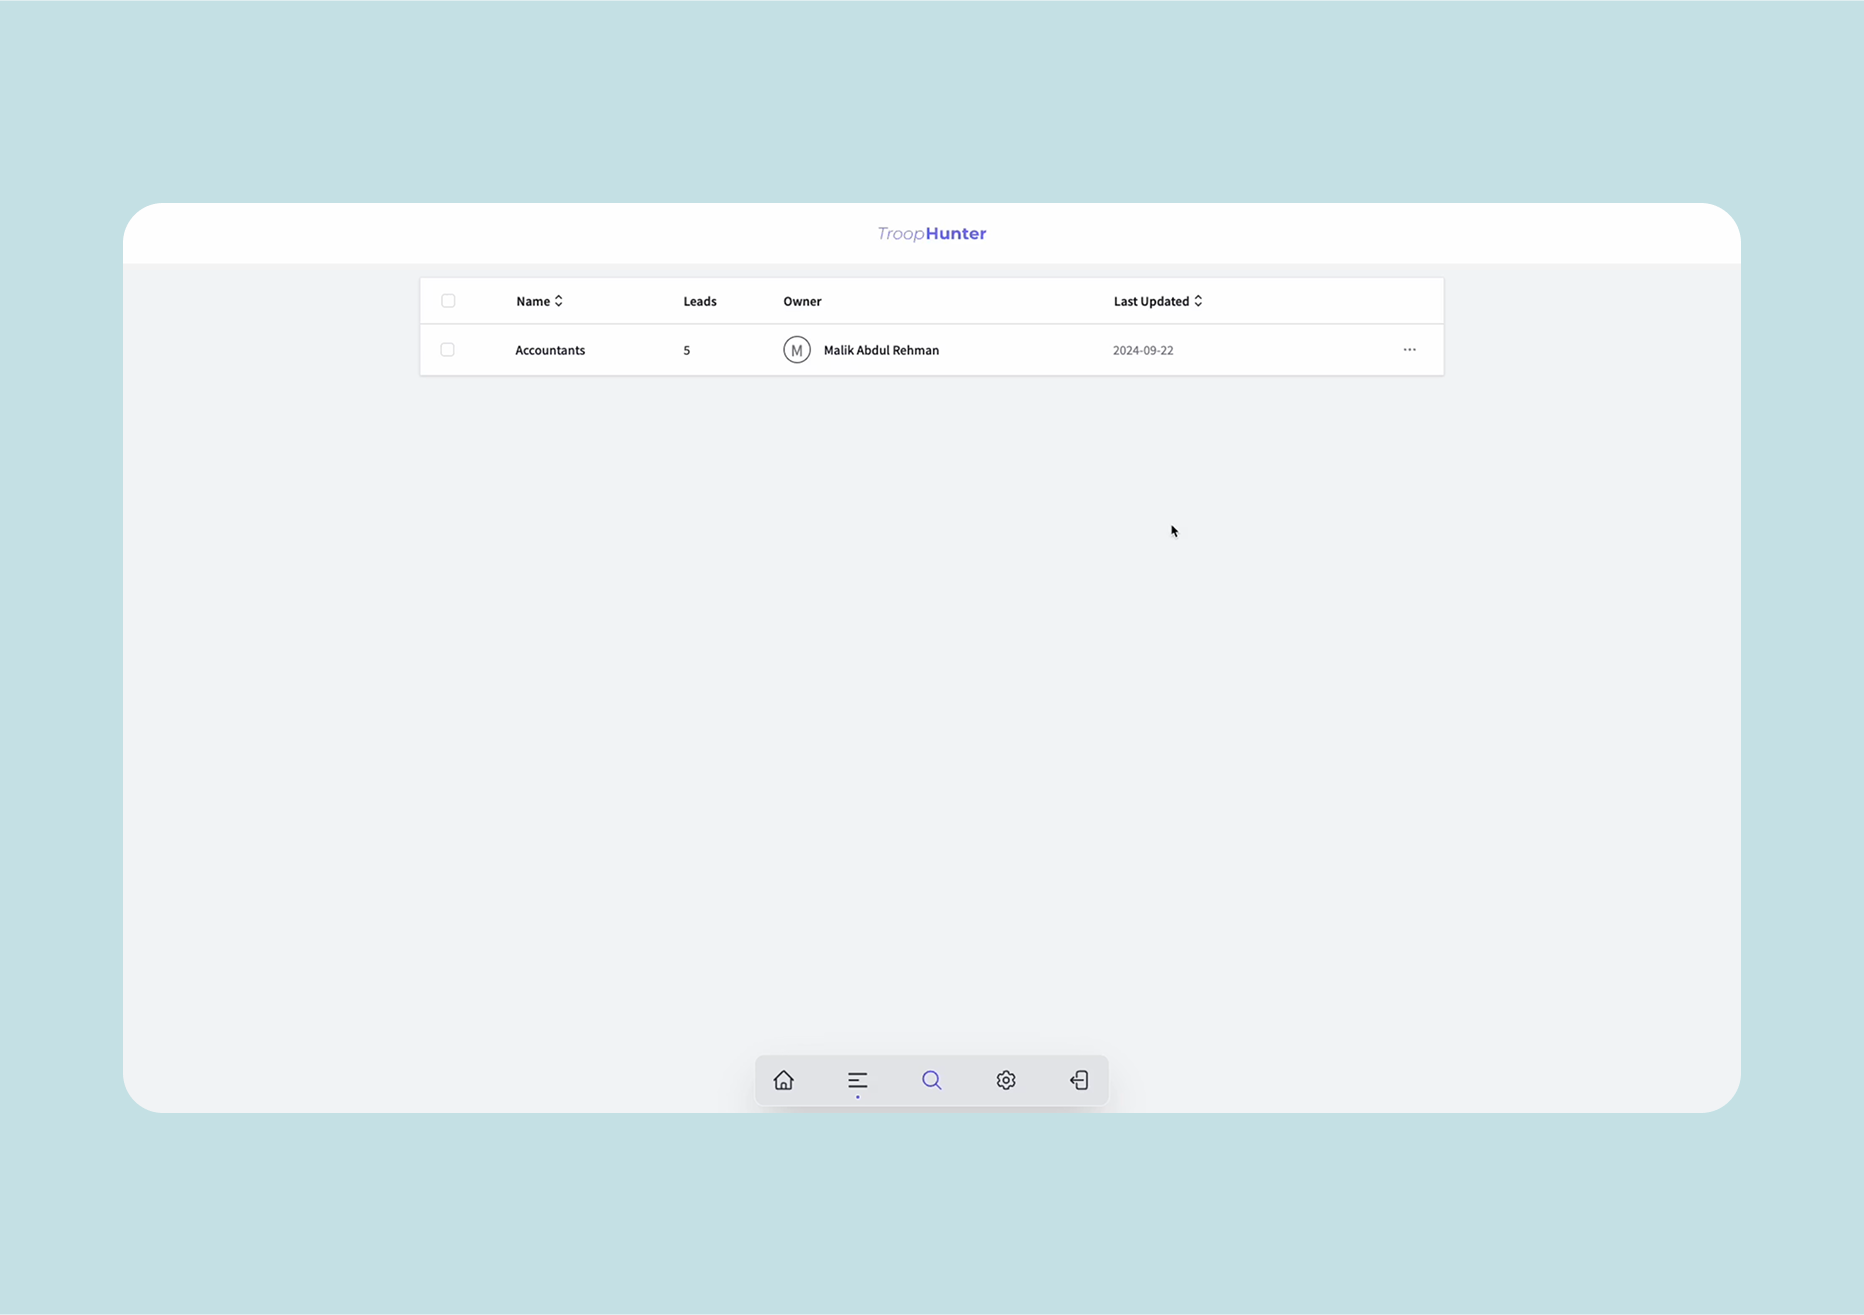 TroopHunter
Name Leads Owner Last Updated
Accountants 5 M Malik Abdul Rehman 2024-09-22